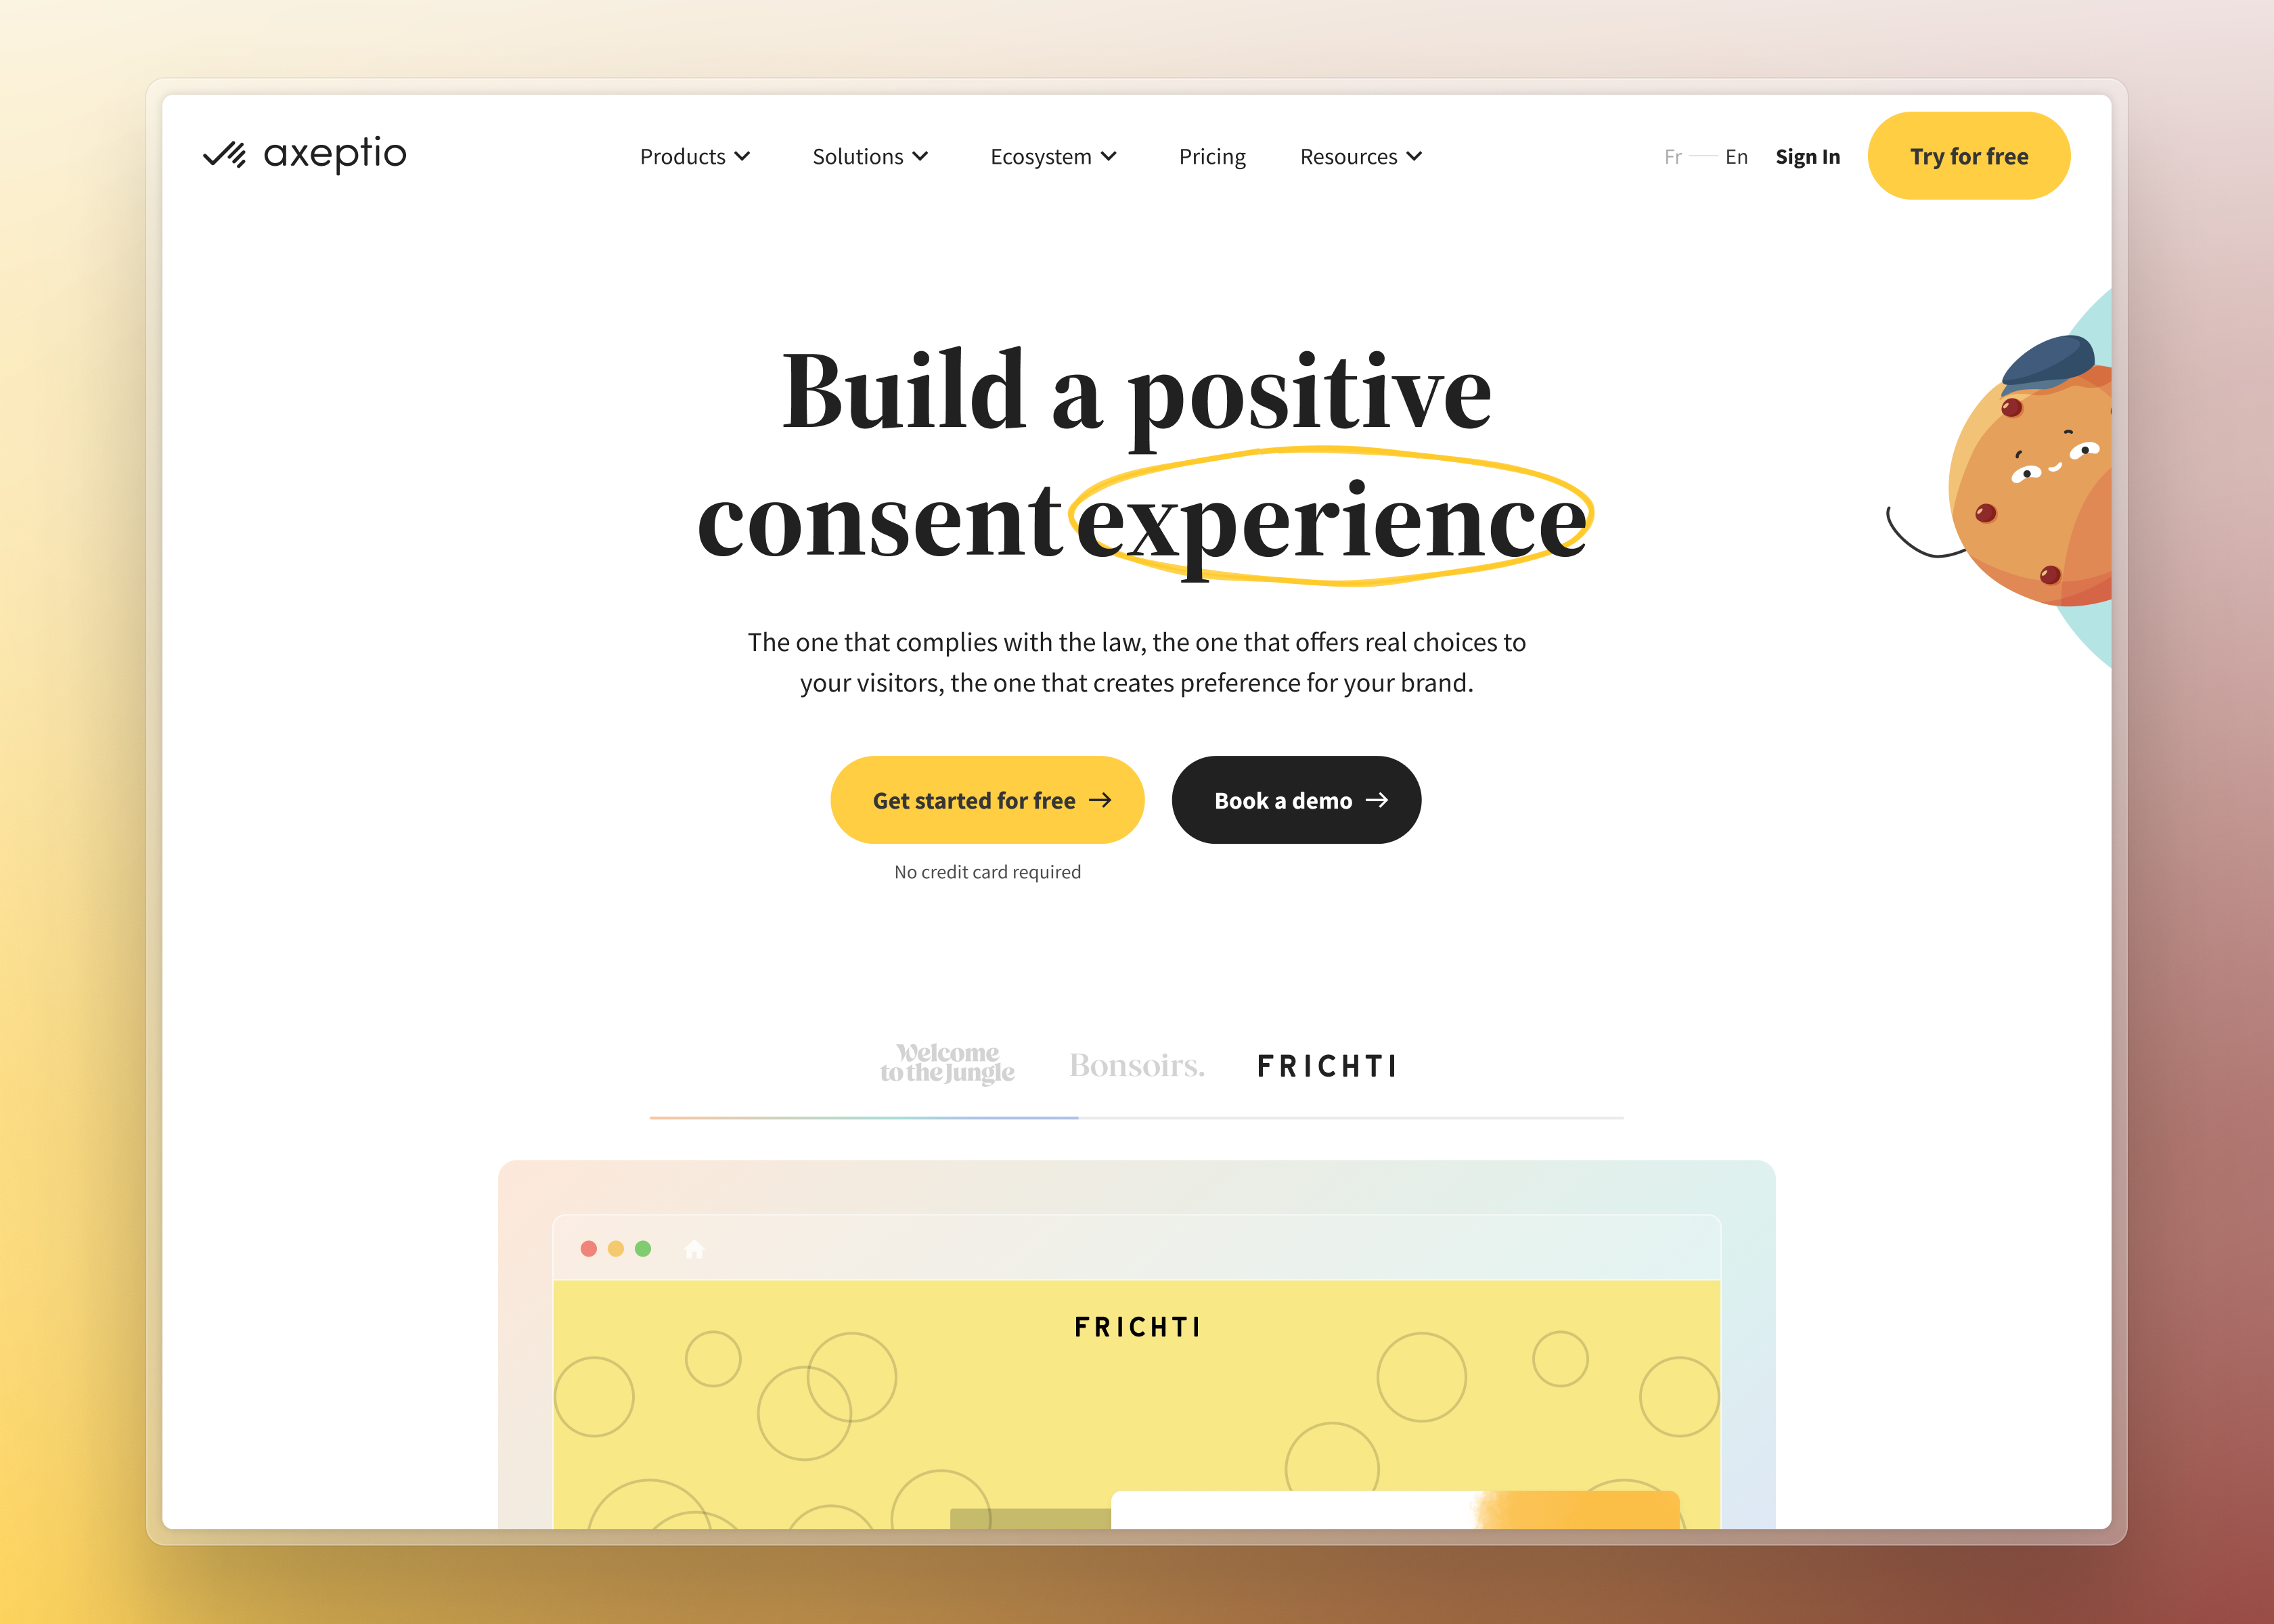 axeptio
Products
Solutions
Ecosystem
Pricing
Resources
Fr
En
Sign In
Try for free
Build a positive
consent experience
The one that complies with the law, the one that offers real choices to
your visitors, the one that creates preference for your brand.
Get started for free
Book a demo
No credit card required
Welcome
to the Jungle
Bonsoirs.
FRICHTI
FRICHTI